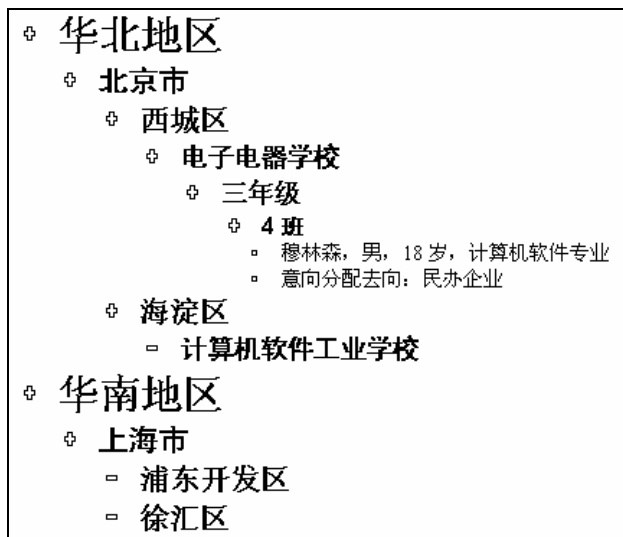 华北地区
北京市
西城区
电子电器学校
三年级
4 班
穆林森，男，18 岁，计算机软件专业
意向分配去向：民办企业
海淀区
计算机软件工业学校
华南地区
上海市
浦东开发区
徐汇区